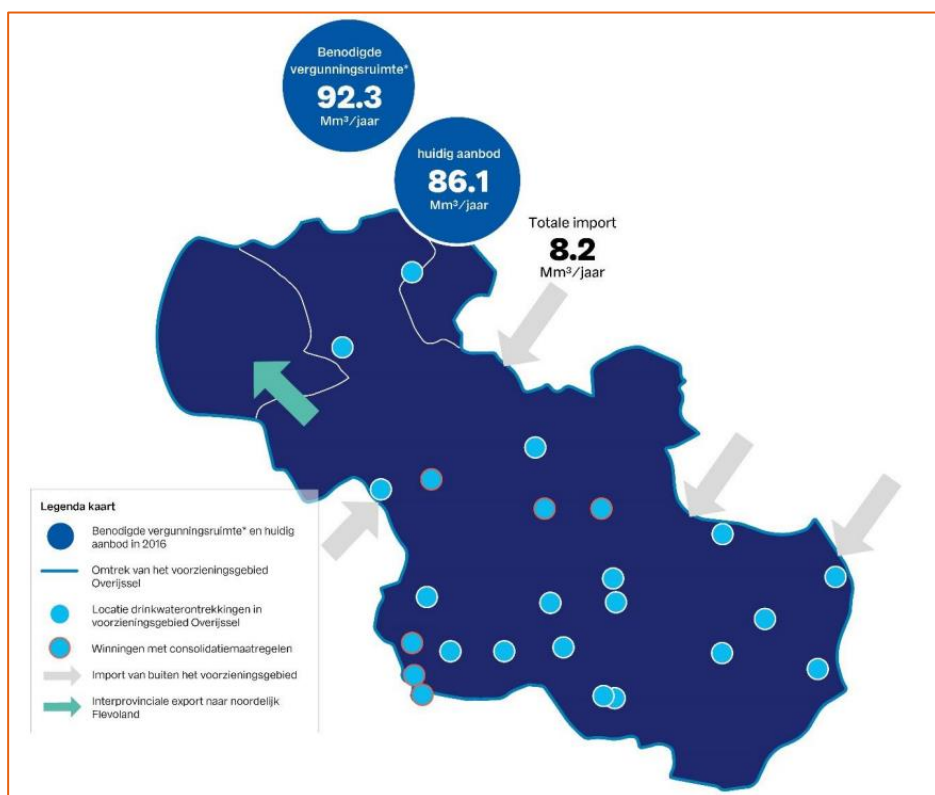 Benodigde
vergunningsruimte*
92.3
Mm³/jaar
huidig aanbod
86.1
Mm³/jaar
Totale import
8.2
Mm³/jaar
Legenda kaart
Benodigde vergunningsruimte* en huidig
aanbod in 2016
Omtrek van het voorzieningsgebied
Overijssel
Locatie drinkwaterontrekkingen in
voorzieningsgebied Overijssel
Winningen met consolidatiemaatregelen
Import van buiten het voorzieningsgebied
Interprovinciale export naar noordelijk
Flevoland